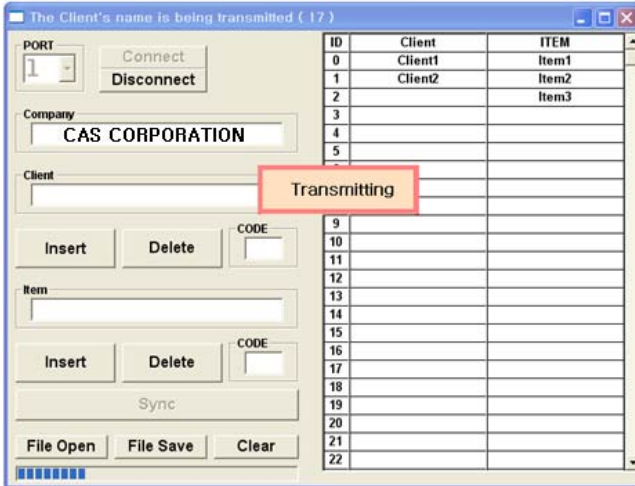 The Client's name is being transmitted ( 17 )
PORT
1
Connect
Disconnect
Company
CAS CORPORATION
Client
Insert
Delete
CODE
Item
Insert
Delete
CODE
Sync
File Open
File Save
Clear
Transmitting
ID Client ITEM
0 Client1 Item1
1 Client2 Item2
2 Item3
3
4
5
9
10
11
12
13
14
15
16
17
18
19
20
21
22